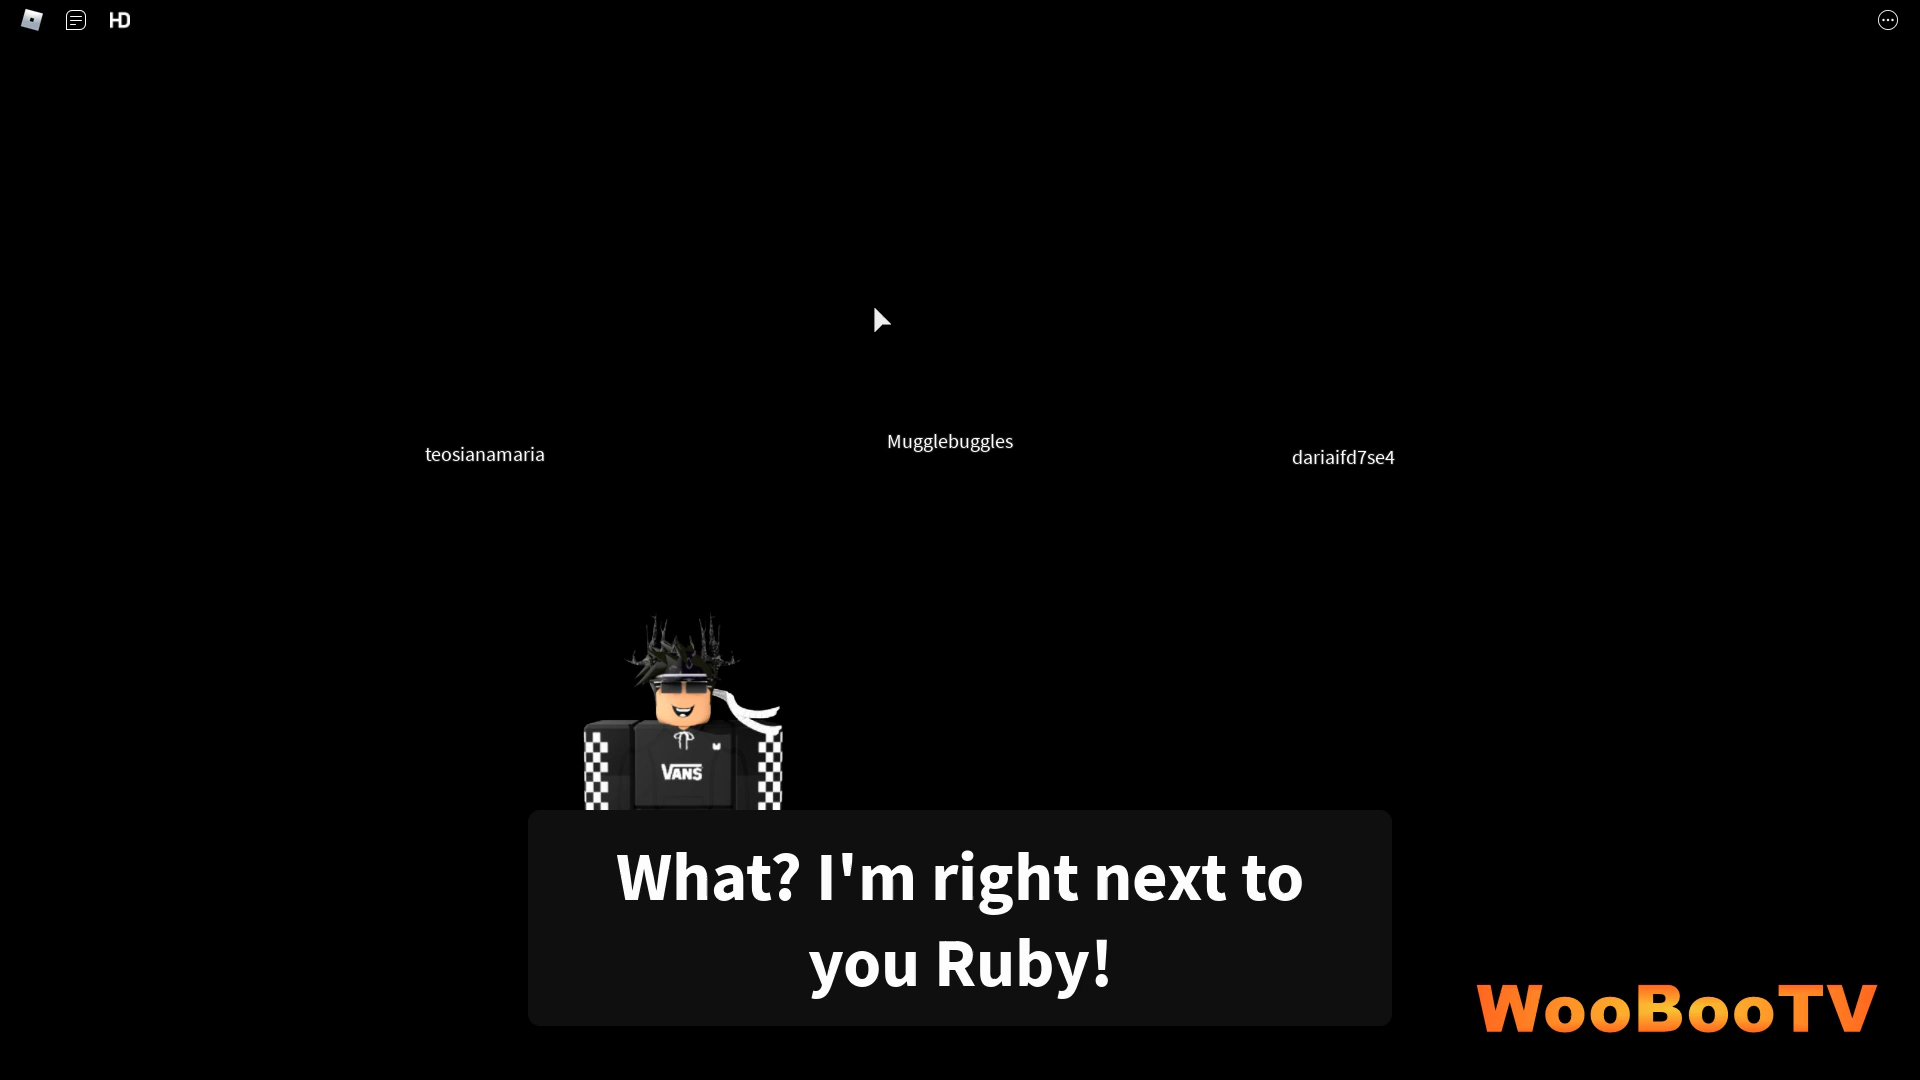 HD
Mugglebuggles
teosianamaria
dariaifd7se4
VANS
What? I'm right next to
you Ruby!
WooBooTV